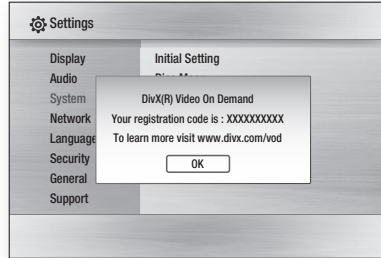 Settings
Display
Initial Setting
Audio
System
Network
Language
Security
General
Support
DivX(R) Video On Demand
Your registration code is : XXXXXXXXXX
To learn more visit www.divx.com/vod
OK